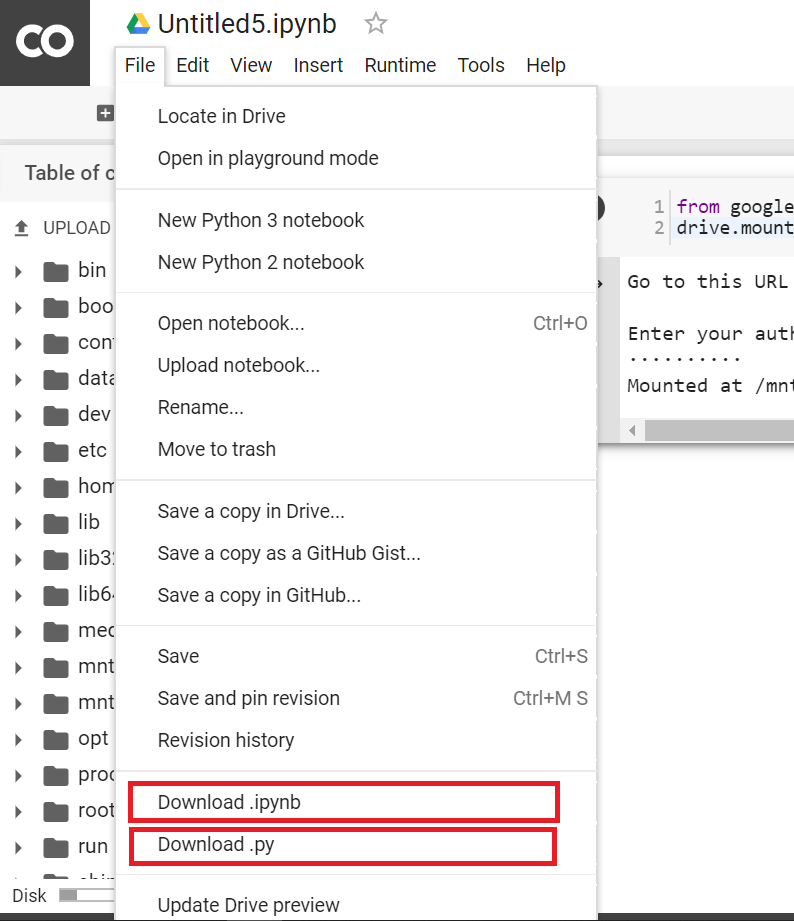 CO
Untitled5.ipynb
File Edit View Insert Runtime Tools Help
Locate in Drive
Open in playground mode
New Python 3 notebook
New Python 2 notebook
Open notebook... Ctrl+O
Upload notebook...
Rename...
Move to trash
Save a copy in Drive...
Save a copy as a GitHub Gist...
Save a copy in GitHub...
Save Ctrl+S
Save and pin revision Ctrl+M S
Revision history
Download .ipynb
Download .py
Update Drive preview
Table of c
UPLOAD
bin
boo
con
data
dev
etc
hom
lib
lib32
lib64
med
mnt
mnt
opt
proc
root
run
Disk
1 from google
2 drive.mount
Go to this URL
Enter your auth
··········
Mounted at /mnt